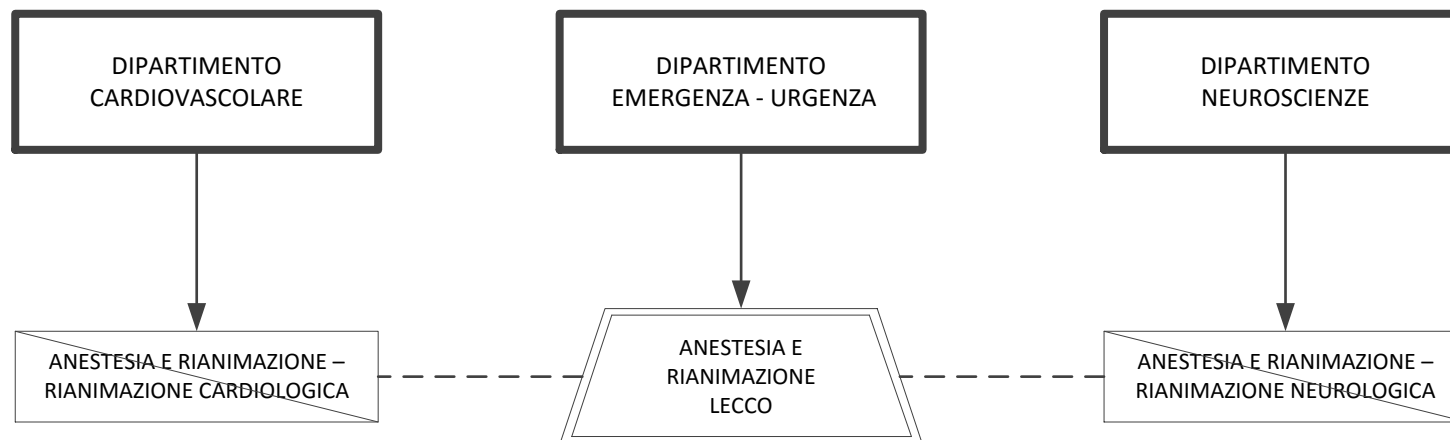 DIPARTIMENTO
CARDIOVASCOLARE
DIPARTIMENTO
EMERGENZA - URGENZA
DIPARTIMENTO
NEUROSCIENZE
ANESTESIA E RIANIMAZIONE –
RIANIMAZIONE CARDIOLOGICA
ANESTESIA E
RIANIMAZIONE
LECCO
ANESTESIA E RIANIMAZIONE –
RIANIMAZIONE NEUROLOGICA